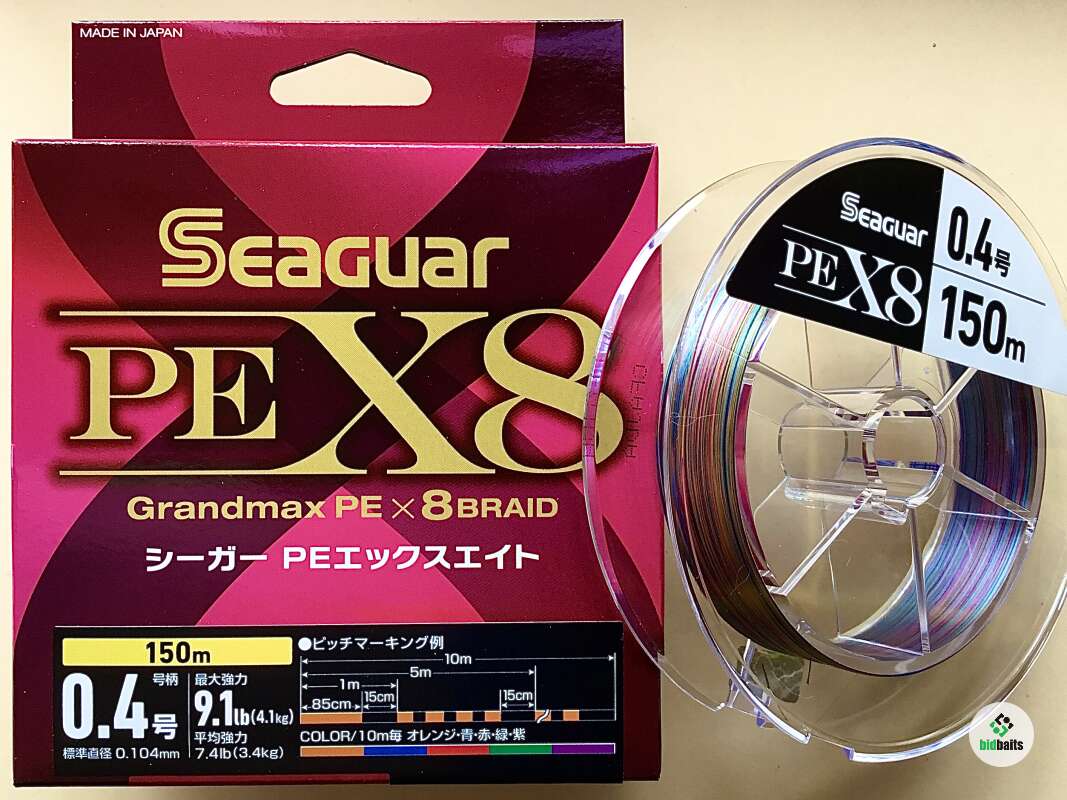 MADE IN JAPAN
Seaguar
PE X8
Grandmax PE×8 BRAID
シーガー PEエックスエイト
150m
0.4号
号柄
標準直径 0.104mm
最大強力
9.1lb(4.1kg)
平均強力
7.4lb(3.4kg)
●ピッチマーキング例
10m
5m
1m
85cm
15cm
15cm
COLOR/10m毎 オレンジ・青・赤・緑・紫
Seaguar
PE X8
0.4号
150m
bidbaits